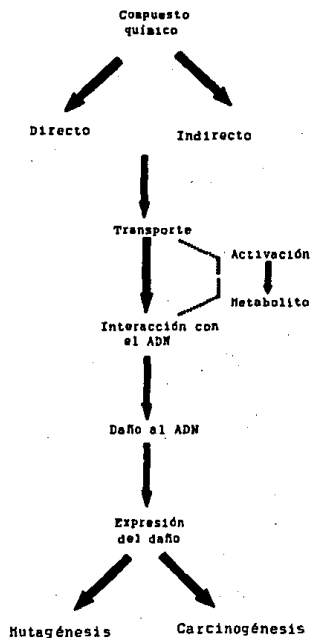 Compuesto
químico
Directo
Indirecto
Transporte
Activación
Metabolito
Interacción con
el ADN
Daño al ADN
Expresión
del daño
Mutagénesis
Carcinogénesis